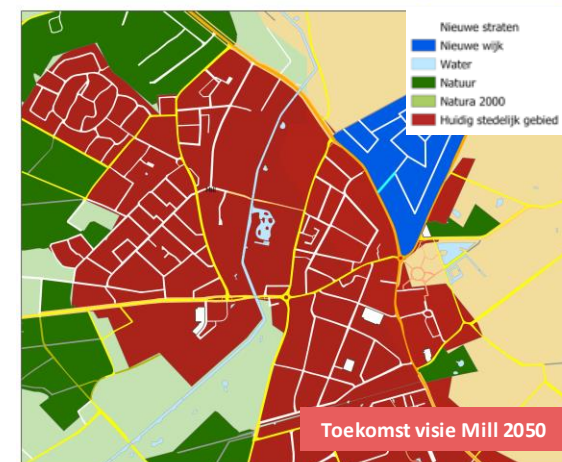 Nieuwe straten
Nieuwe wijk
Water
Natuur
Natura 2000
Huidig stedelijk gebied
Toekomst visie Mill 2050